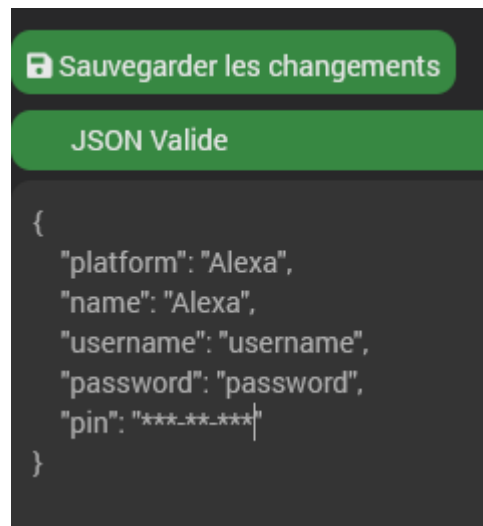 Sauvegarder les changements
JSON Valide
{
"platform": "Alexa",
"name": "Alexa",
"username": "username",
"password": "password",
"pin": "***-**-***"
}